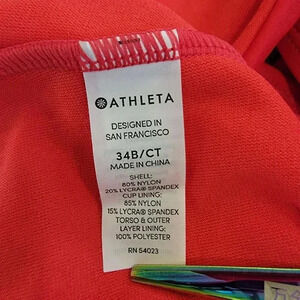 ATHLETA
DESIGNED IN
SAN FRANCISCO
34B/CT
MADE IN CHINA
SHELL:
80% NYLON
20% LYCRA® SPANDEX
CUP LINING:
85% NYLON
15% LYCRA® SPANDEX
TORSO & OUTER
LAYER LINING:
100% POLYESTER
RN 54023